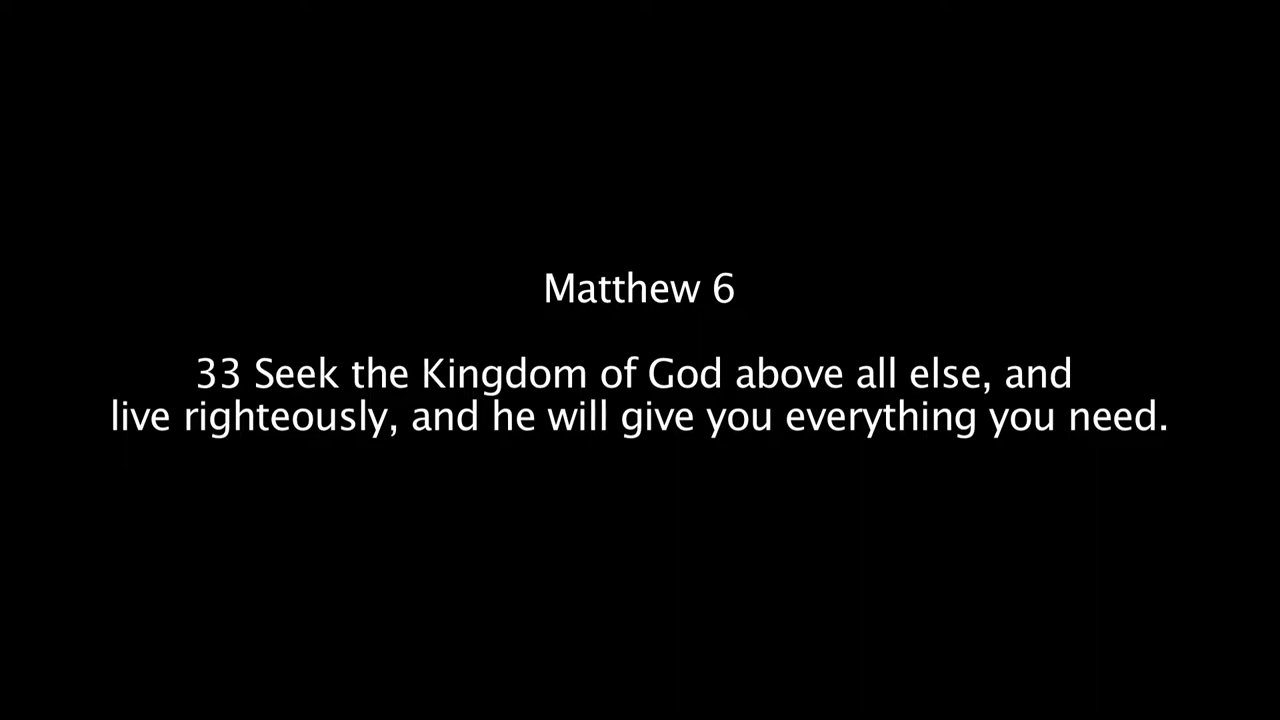 Matthew 6
33 Seek the Kingdom of God above all else, and
live righteously, and he will give you everything you need.